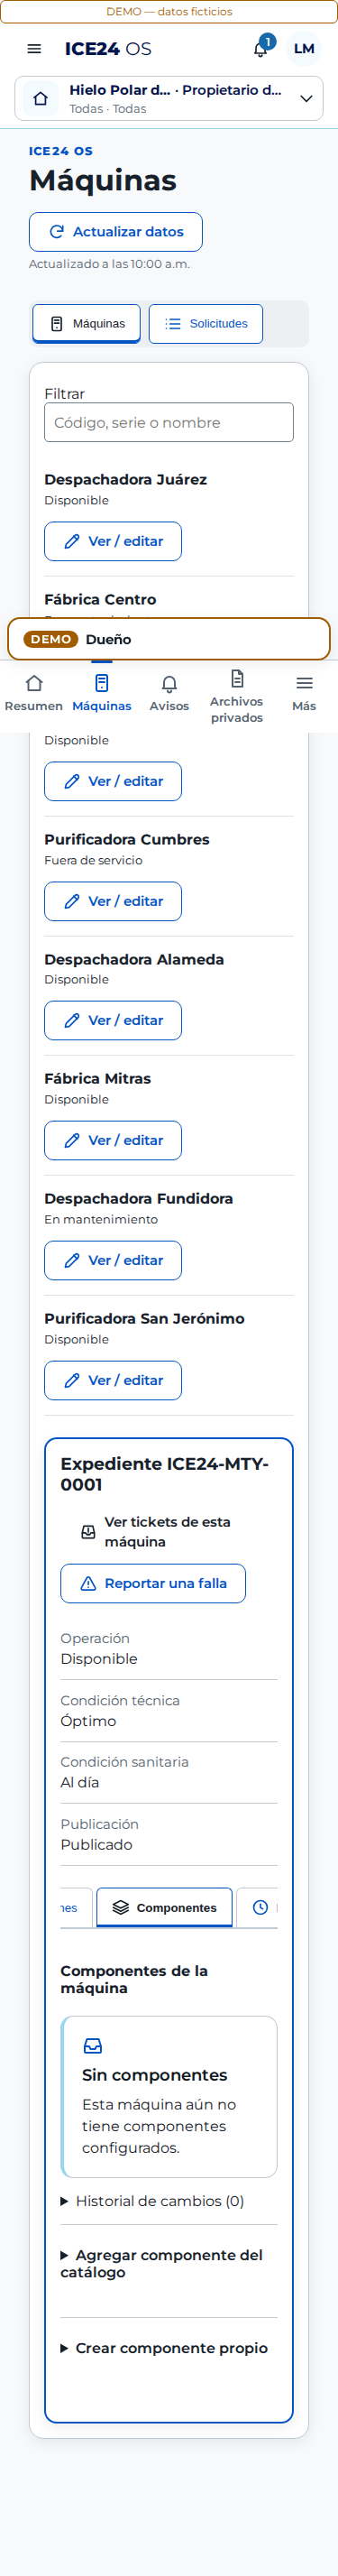 DEMO — datos ficticios
ICE24 OS
1
LM
Hielo Polar d... · Propietario d...
Todas · Todas
ICE24 OS
Máquinas
Actualizar datos
Actualizado a las 10:00 a.m.
Máquinas
Solicitudes
Filtrar
Código, serie o nombre
Despachadora Juárez
Disponible
Ver / editar
Fábrica Centro
DEMO Dueño
Resumen
Máquinas
Avisos
Archivos privados
Más
Disponible
Ver / editar
Purificadora Cumbres
Fuera de servicio
Ver / editar
Despachadora Alameda
Disponible
Ver / editar
Fábrica Mitras
Disponible
Ver / editar
Despachadora Fundidora
En mantenimiento
Ver / editar
Purificadora San Jerónimo
Disponible
Ver / editar
Expediente ICE24-MTY-
0001
Ver tickets de esta
máquina
Reportar una falla
Operación
Disponible
Condición técnica
Óptimo
Condición sanitaria
Al día
Publicación
Publicado
nes
Componentes
Componentes de la
máquina
Sin componentes
Esta máquina aún no
tiene componentes
configurados.
Historial de cambios (0)
Agregar componente del
catálogo
Crear componente propio